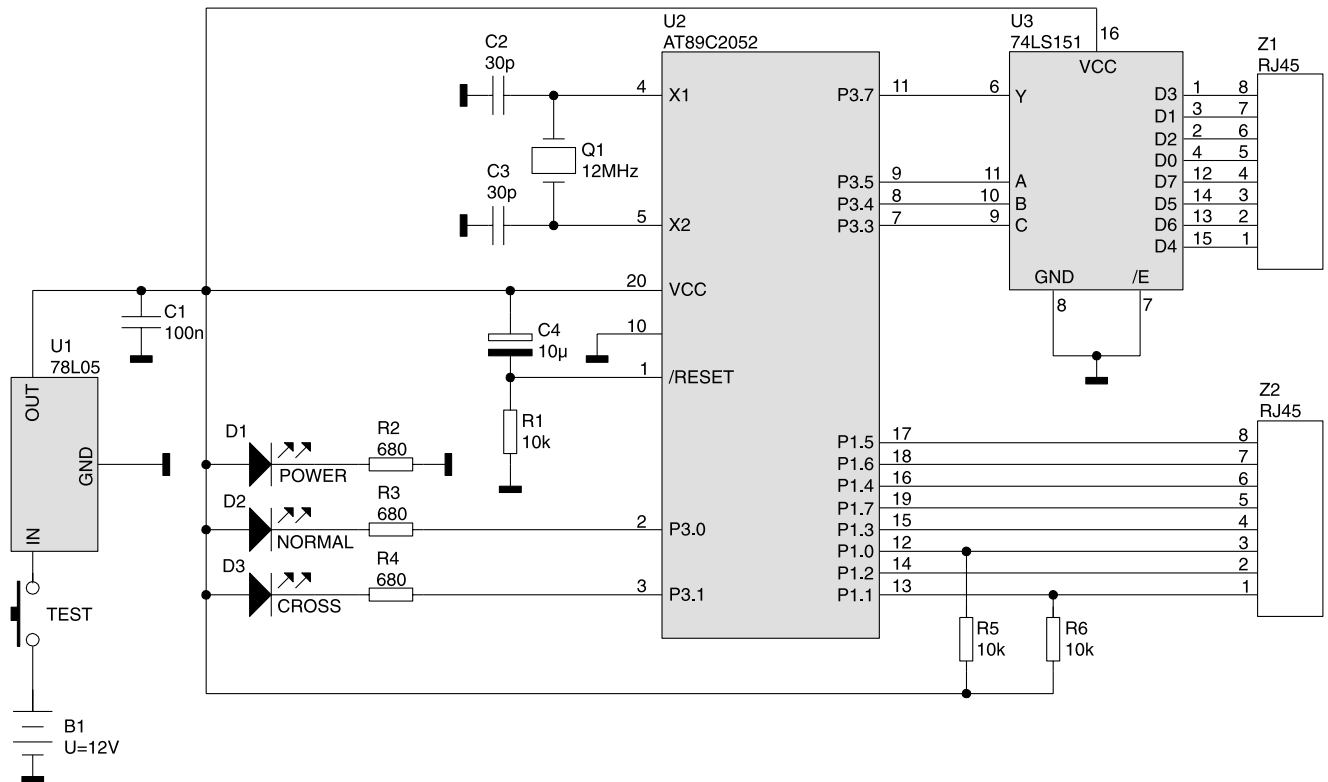 U2
AT89C2052
U3
74LS151
16
VCC
Z1
RJ45
C2
30p
4
X1
P3.7
11
6
Y
D3
1
8
D1
3
7
D2
2
6
D0
4
5
D7
12
4
D5
14
3
D6
13
2
D4
15
1
Q1
12MHz
C3
30p
5
X2
P3.5
9
11
A
P3.4
8
10
B
P3.3
7
9
C
GND
/E
8
7
20
VCC
C1
100n
C4
10µ
10
1
/RESET
U1
78L05
OUT
GND
IN
R1
10k
D1
POWER
R2
680
D2
NORMAL
R3
680
2
P3.0
D3
CROSS
R4
680
3
P3.1
Z2
RJ45
P1.5
17
8
P1.6
18
7
P1.4
16
6
P1.7
19
5
P1.3
15
4
P1.0
12
3
P1.2
14
2
P1.1
13
1
R5
10k
R6
10k
TEST
B1
U=12V